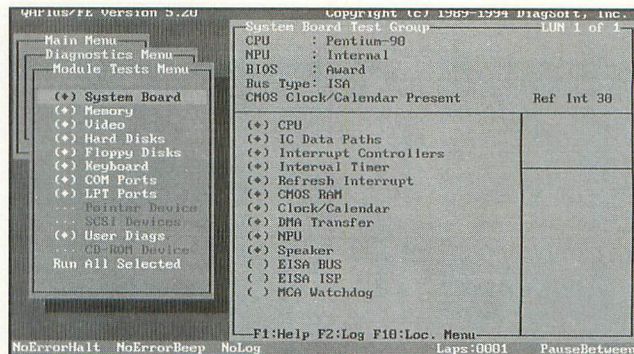 QAPlus/FE Version 5.20
Copyright (c) 1989-1994 DiagSoft, Inc.
Main Menu
Diagnostics Menu
Module Tests Menu
(♦) System Board
(♦) Memory
(♦) Video
(♦) Hard Disks
(♦) Floppy Disks
(♦) Keyboard
(♦) COM Ports
(♦) LPT Ports
... Pointer Device
... SCSI Devices
(♦) User Diags
... CD-ROM Device
Run All Selected
System Board Test Group
LUN 1 of 1
CPU : Pentium-90
NPU : Internal
BIOS : Award
Bus Type: ISA
CMOS Clock/Calendar Present
Ref Int 30
(♦) CPU
(♦) IC Data Paths
(♦) Interrupt Controllers
(♦) Interval Timer
(♦) Refresh Interrupt
(♦) CMOS RAM
(♦) Clock/Calendar
(♦) DMA Transfer
(♦) NPU
(♦) Speaker
( ) EISA BUS
( ) EISA ISP
( ) MCA Watchdog
F1:Help F2:Log F10:Loc. Menu
NoErrorHalt NoErrorBeep NoLog Laps:0001 PauseBetween